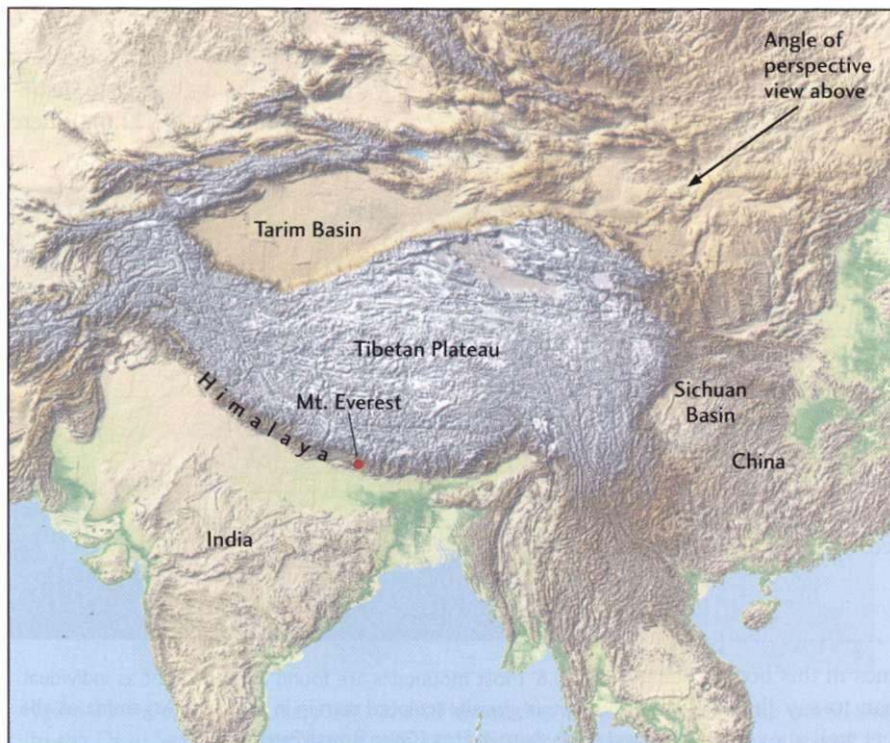 Angle of
perspective
view above
Tarim Basin
Tibetan Plateau
Himalaya
Mt. Everest
Sichuan
Basin
China
India